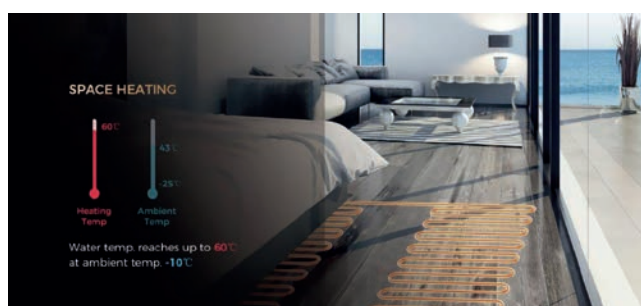 SPACE HEATING
60℃
43℃
-25℃
Heating
Temp
Ambient
Temp
Water temp. reaches up to 60℃
at ambient temp. -10℃